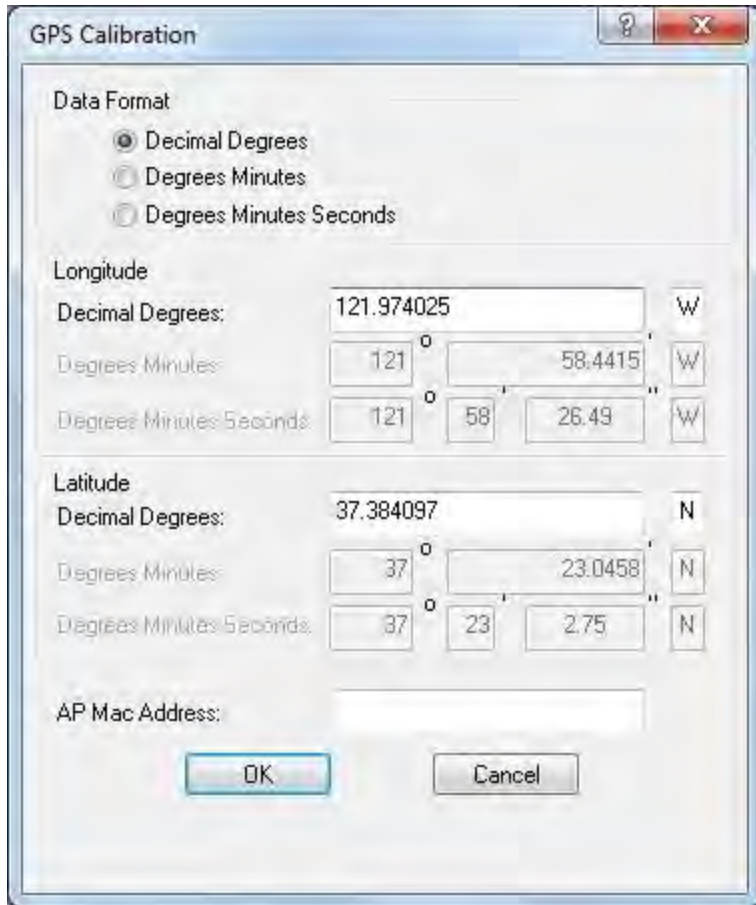 GPS Calibration
Data Format
Decimal Degrees
Degrees Minutes
Degrees Minutes Seconds
Longitude
Decimal Degrees: 121.974025 W
Degrees Minutes 121 o 58.4415 ' W
Degrees Minutes Seconds 121 o 58 ' 26.49 " W
Latitude
Decimal Degrees: 37.384097 N
Degrees Minutes 37 o 23.0458 ' N
Degrees Minutes Seconds 37 o 23 ' 2.75 " N
AP Mac Address:
OK Cancel